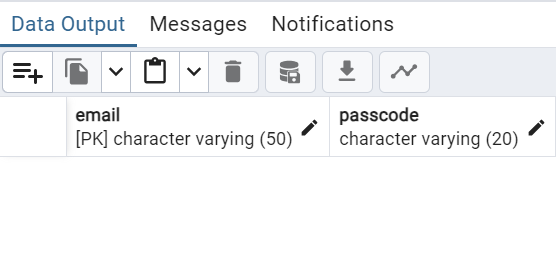 Data Output Messages Notifications
email passcode
[PK] character varying (50) character varying (20)